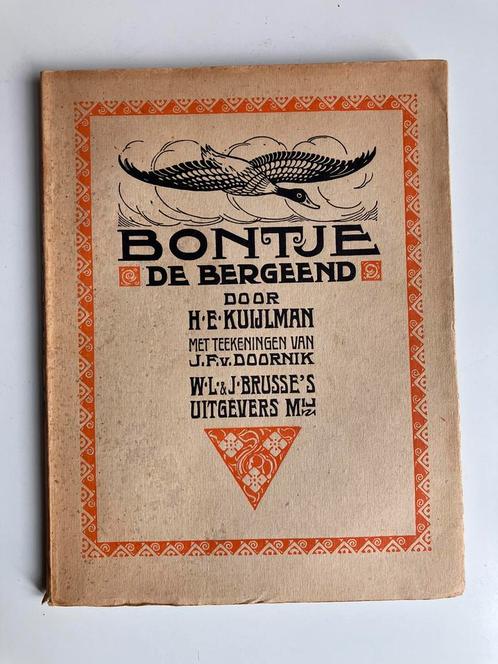 BONTJE
DE BERGEEND
DOOR
H·E·KUIJLMAN
MET TEEKENINGEN VAN
J.F.v.DOORNIK
W·L·&J·BRUSSE'S
UITGEVERS Mij